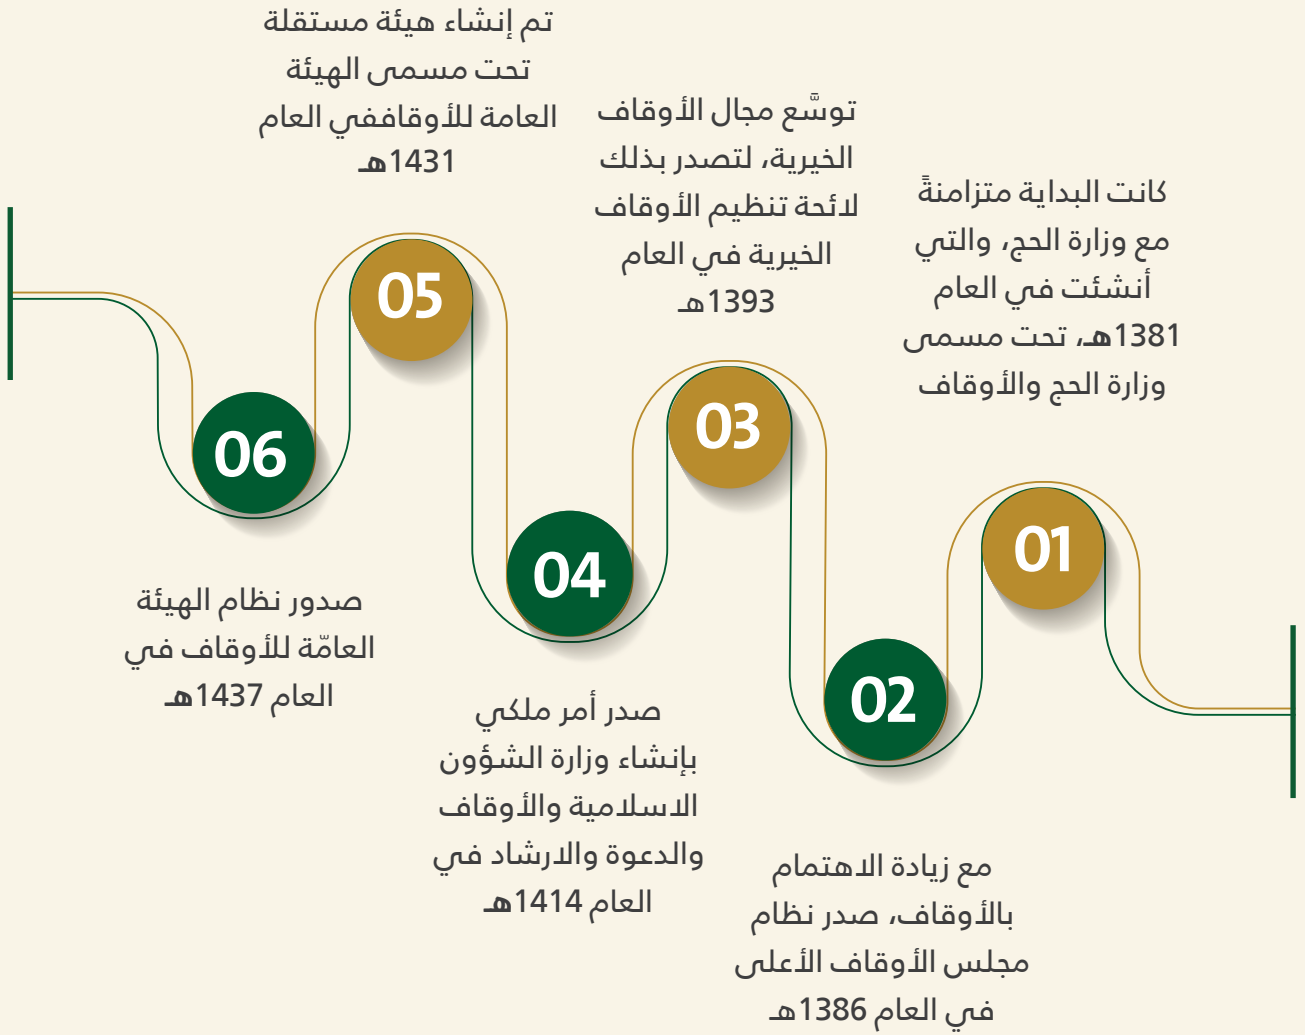 01
كانت البداية متزامنةً
مع وزارة الحج، والتي
أنشئت في العام
1381هـ، تحت مسمى
وزارة الحج والأوقاف
02
مع زيادة الاهتمام
بالأوقاف، صدر نظام
مجلس الأوقاف الأعلى
في العام 1386هـ
03
توسَّع مجال الأوقاف
الخيرية، لتصدر بذلك
لائحة تنظيم الأوقاف
الخيرية في العام
1393هـ
04
صدر أمر ملكي
بإنشاء وزارة الشؤون
الاسلامية والأوقاف
والدعوة والارشاد في
العام 1414هـ
05
تم إنشاء هيئة مستقلة
تحت مسمى الهيئة
العامة للأوقاففي العام
1431هـ
06
صدور نظام الهيئة
العامّة للأوقاف في
العام 1437هـ